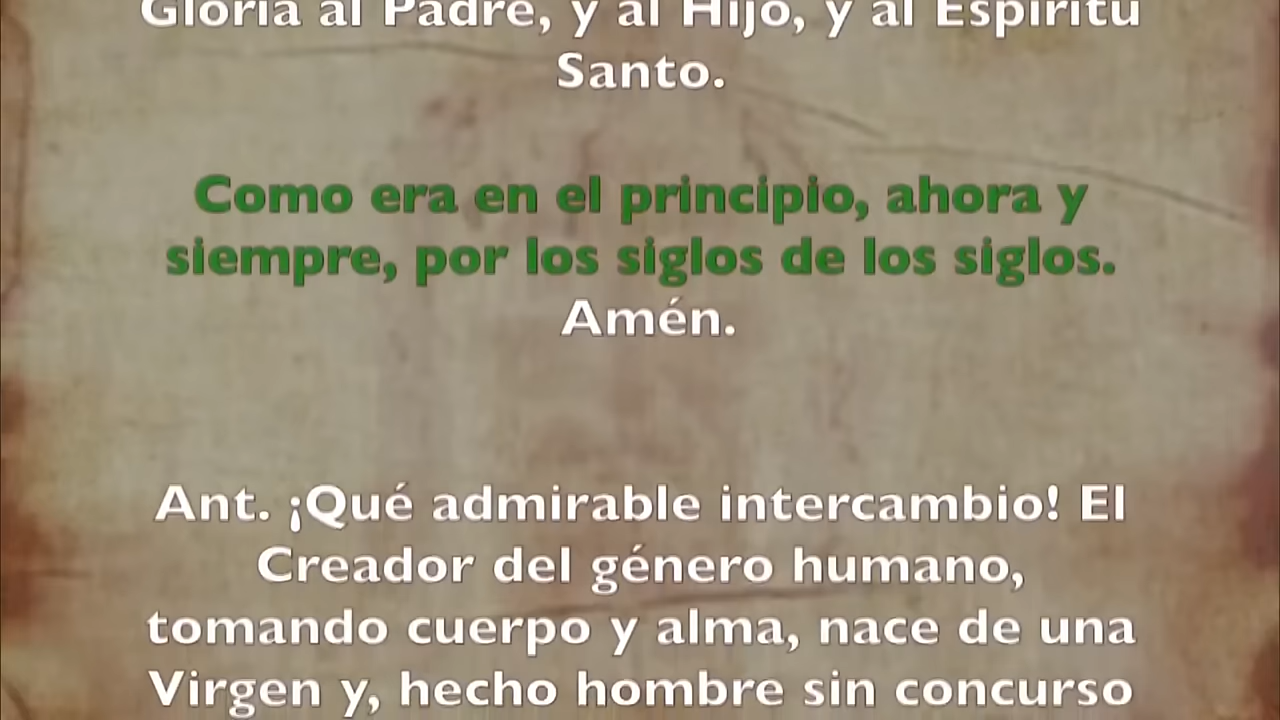 Gloria al Padre, y al Hijo, y al Espíritu
Santo.
Como era en el principio, ahora y
siempre, por los siglos de los siglos.
Amén.
Ant. ¡Qué admirable intercambio! El
Creador del género humano,
tomando cuerpo y alma, nace de una
Virgen y, hecho hombre sin concurso